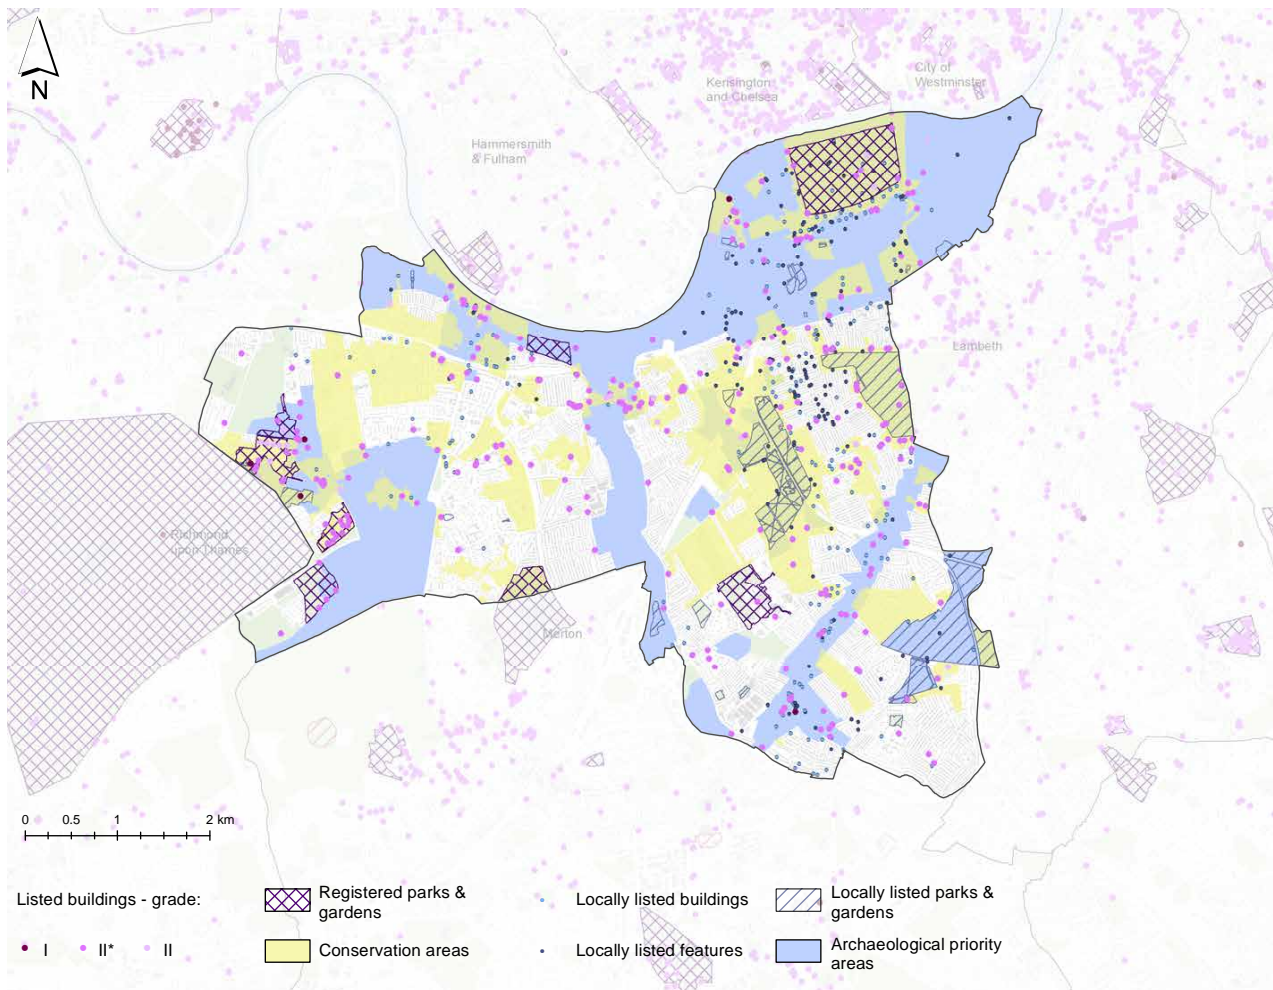 N
City of
Westminster
Kensington
and Chelsea
Hammersmith
& Fulham
Lambeth
Richmond
upon Thames
Merton
0 0.5 1 2 km
Listed buildings - grade:
I II* II
Registered parks &
gardens
Conservation areas
Locally listed buildings
Locally listed features
Locally listed parks &
gardens
Archaeological priority
areas